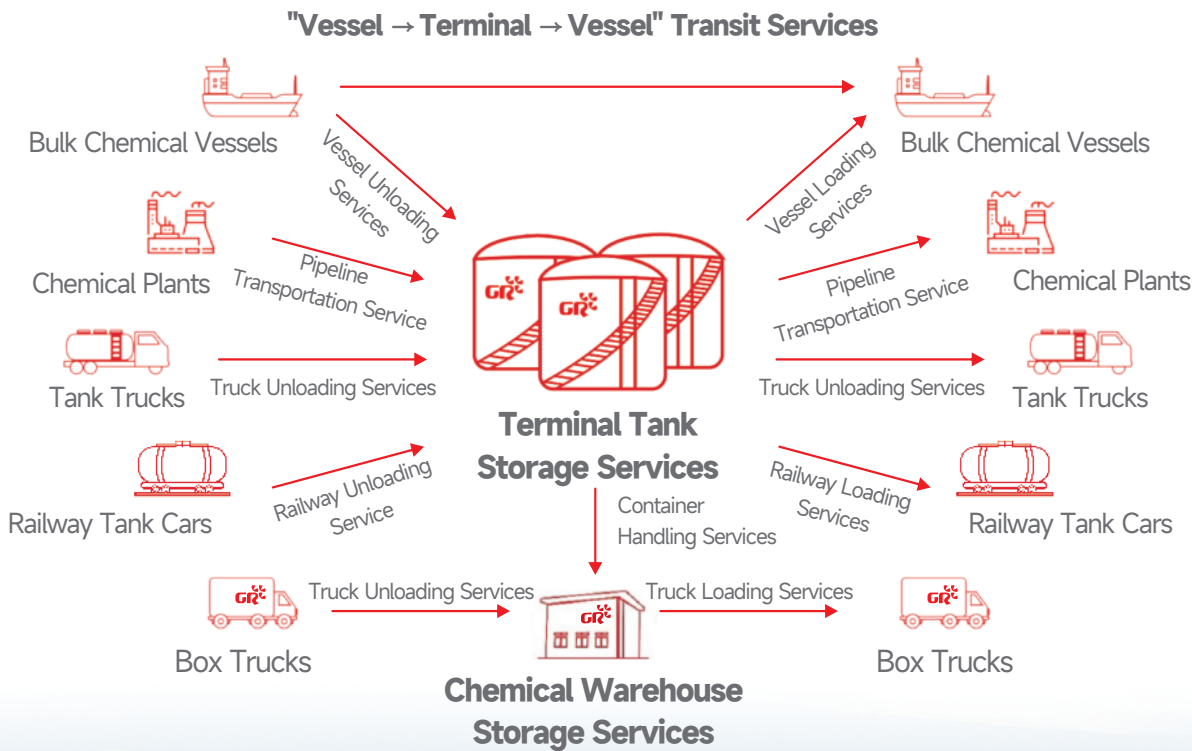 "Vessel → Terminal → Vessel" Transit Services
Bulk Chemical Vessels
Bulk Chemical Vessels
Vessel Unloading
Services
Vessel Loading
Services
Chemical Plants
Pipeline
Transportation Service
GR
GR
Pipeline
Transportation Service
Chemical Plants
Tank Trucks
Truck Unloading Services
Truck Unloading Services
Tank Trucks
Terminal Tank
Storage Services
Railway Tank Cars
Railway Unloading
Service
Railway Loading
Services
Railway Tank Cars
Container
Handling Services
GR
Box Trucks
Truck Unloading Services
GR
Truck Loading Services
GR
Box Trucks
Chemical Warehouse
Storage Services